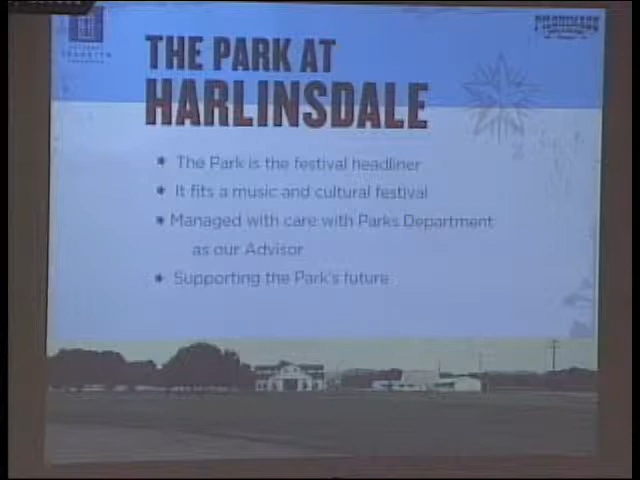 PILGRIMAGE
THE PARK AT
HARLINSDALE
* The Park is the festival headliner
* It fits a music and cultural festival
* Managed with care with Parks Department
as our Advisor
* Supporting the Park's future